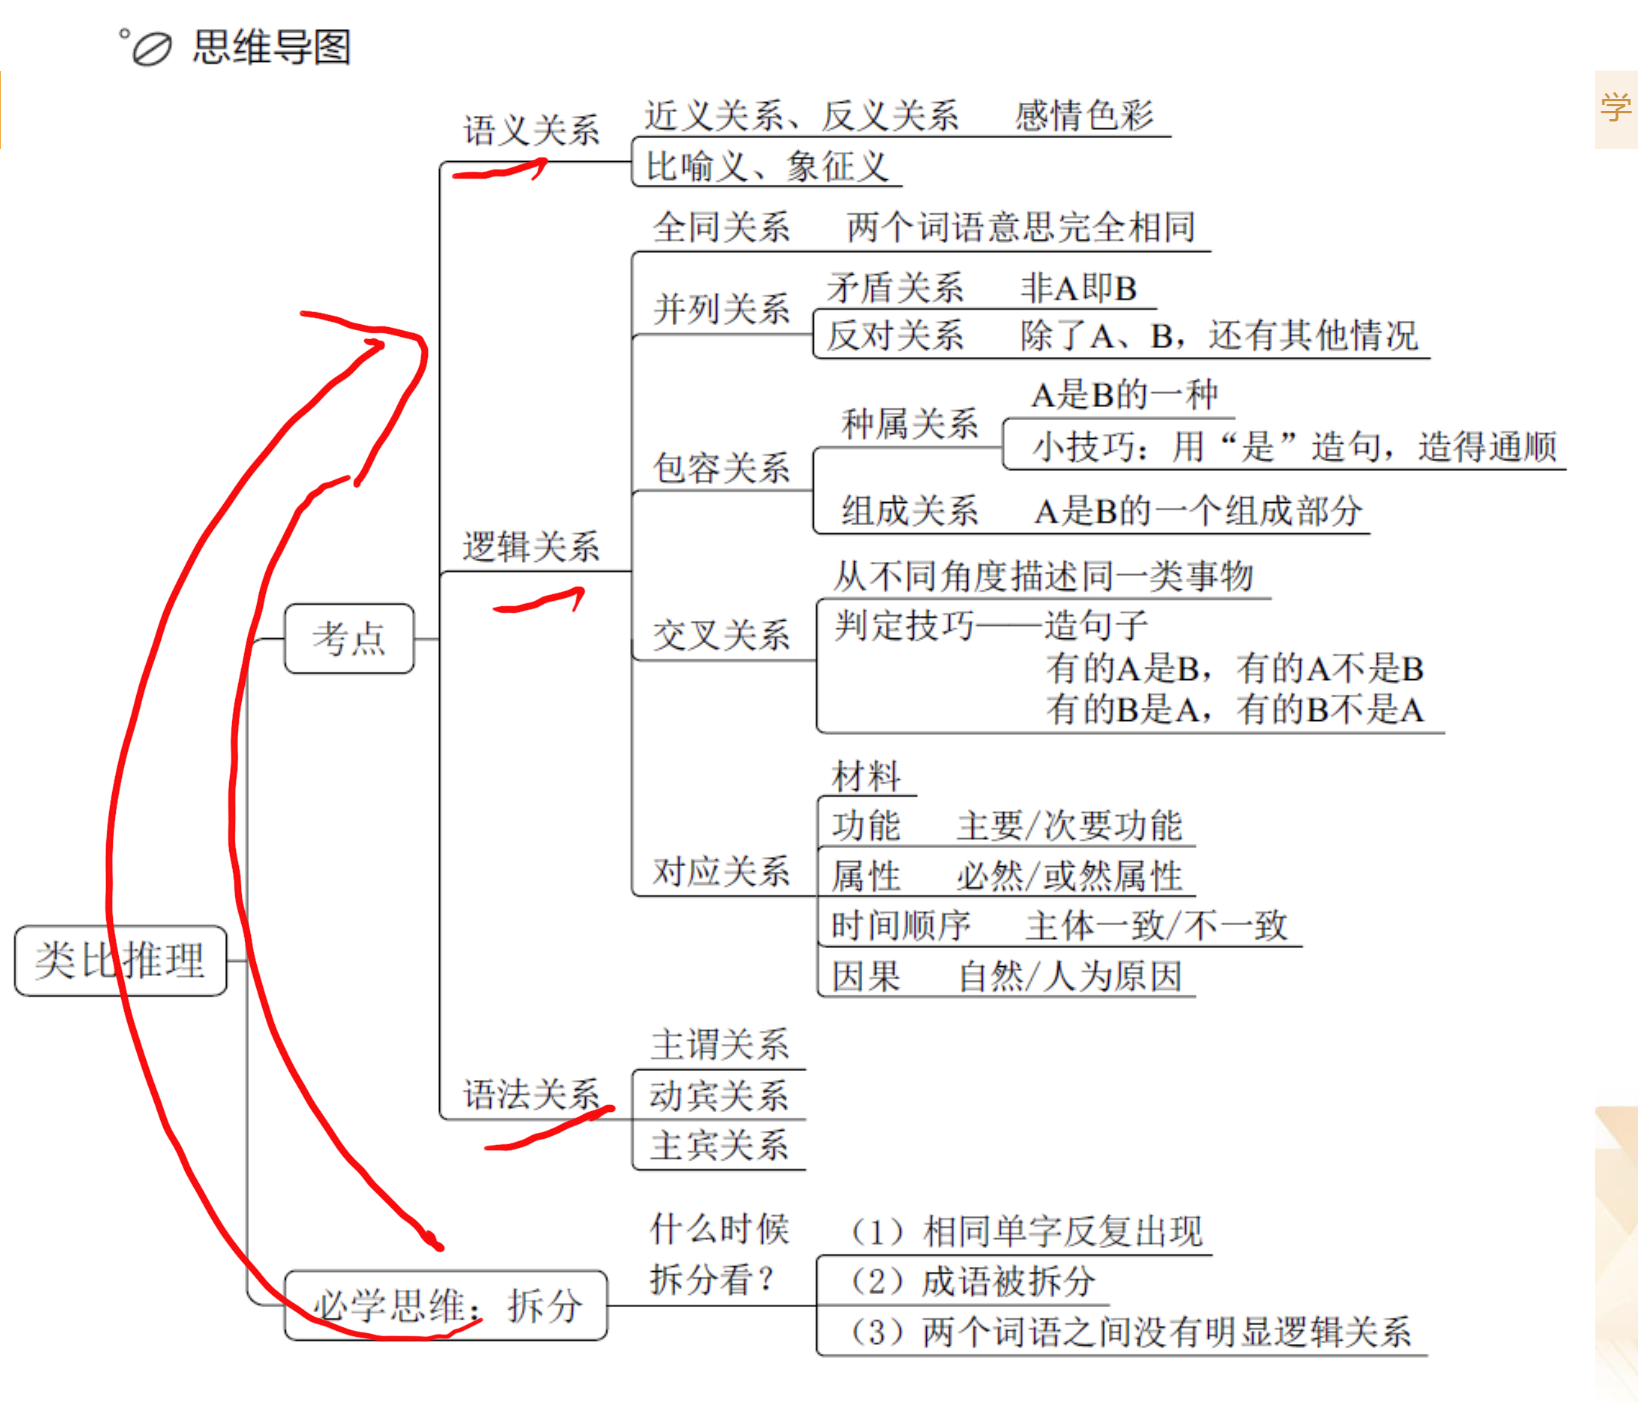 思维导图
学
语义关系
近义关系、反义关系 感情色彩
比喻义、象征义
全同关系 两个词语意思完全相同
并列关系
矛盾关系 非A即B
反对关系 除了A、B，还有其他情况
包容关系
种属关系
A是B的一种
小技巧：用“是”造句，造得通顺
组成关系 A是B的一个组成部分
逻辑关系
考点
交叉关系
从不同角度描述同一类事物
判定技巧——造句子
有的A是B，有的A不是B
有的B是A，有的B不是A
对应关系
材料
功能 主要/次要功能
属性 必然/或然属性
时间顺序 主体一致/不一致
因果 自然/人为原因
类比推理
语法关系
主谓关系
动宾关系
主宾关系
必学思维：拆分
什么时候
拆分看？
（1）相同单字反复出现
（2）成语被拆分
（3）两个词语之间没有明显逻辑关系